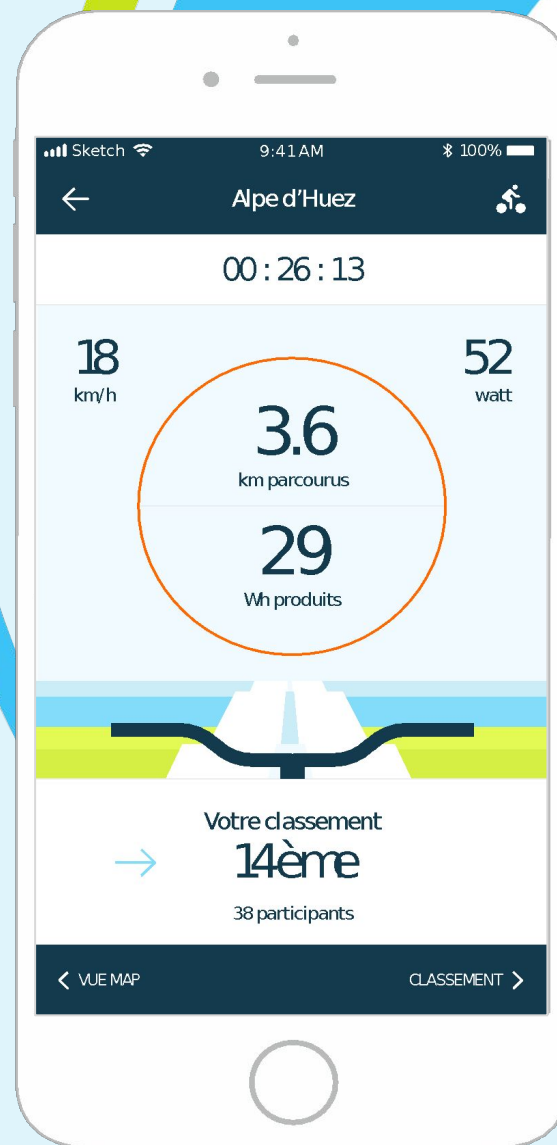 Sketch 9:41 AM 100%
Alpe d'Huez
00 : 26 : 13
18 52
km/h watt
3.6
km parcourus
29
Wh produits
Votre classement
14ème
38 participants
VUE MAP CLASSEMENT